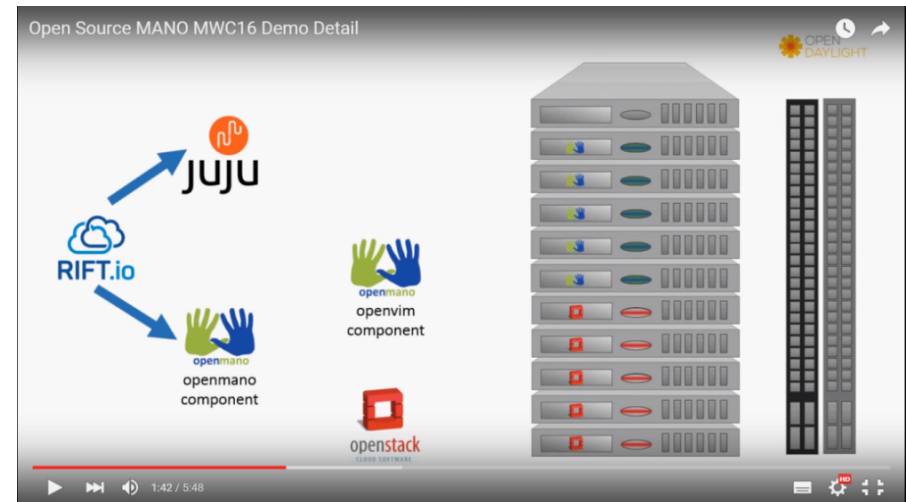 Open Source MANO MWC16 Demo Detail
OPEN
DAYLIGHT
juju
RIFT.io
openmano
openvim
component
openmano
openmano
component
openstack
CLOUD SOFTWARE
HD
1:42 / 5:48